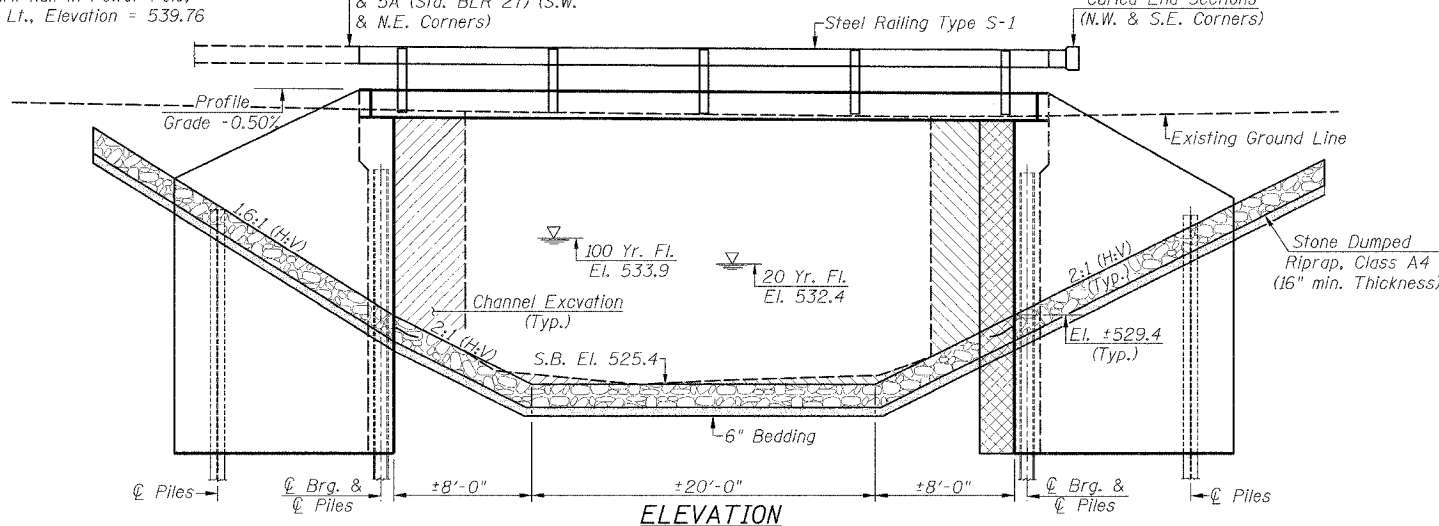 Lt., Elevation = 539.76
& 5A (Std. BLR 27) (S.W.
& N.E. Corners)
Steel Railing Type S-1
Curled End Sections
(N.W. & S.E. Corners)
Profile
Grade -0.50%
Existing Ground Line
1.6:1 (H:V)
100 Yr. Fl.
El. 533.9
20 Yr. Fl.
El. 532.4
2:1 (H:V)
(Typ.)
Stone Dumped
Riprap, Class A4
(16" min. Thickness)
Channel Excvation
(Typ.)
2:1 (H:V)
S.B. El. 525.4
El. ±529.4
(Typ.)
6" Bedding
℄ Piles
℄ Brg. &
℄ Piles
±8'-0"
±20'-0"
±8'-0"
℄ Brg. &
℄ Piles
℄ Piles
ELEVATION